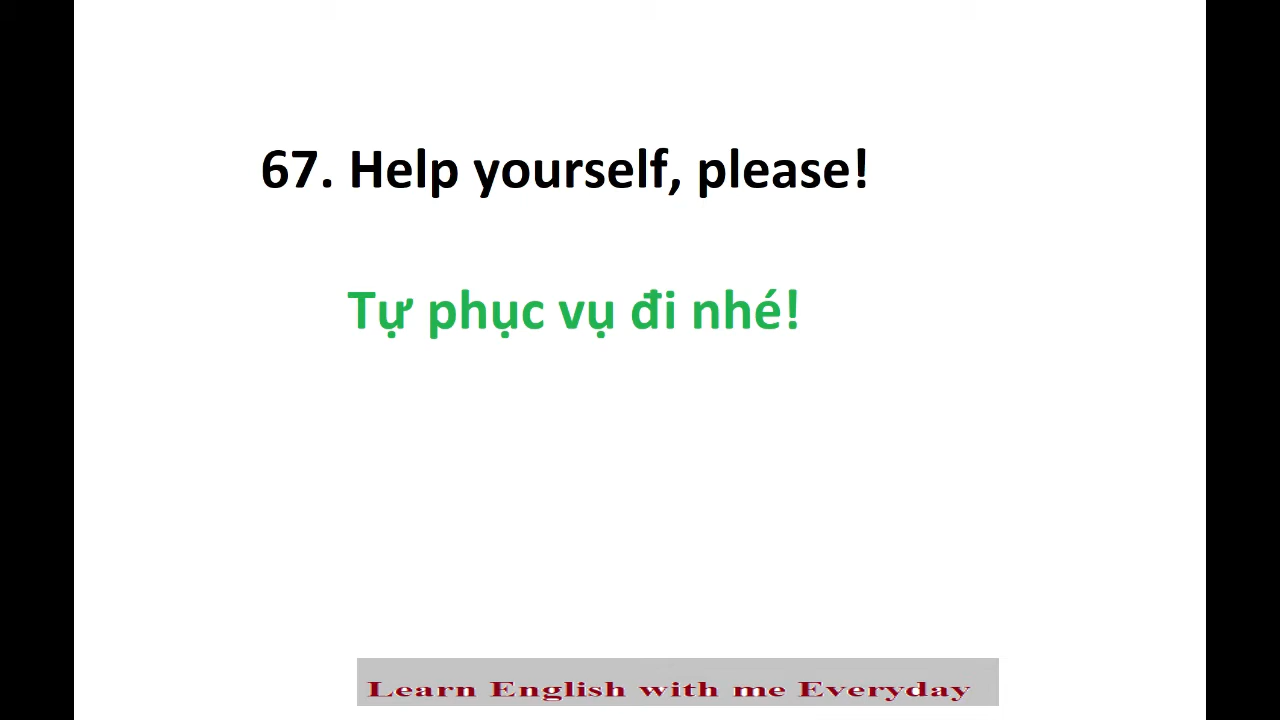 67. Help yourself, please!
Tự phục vụ đi nhé!
Learn English with me Everyday